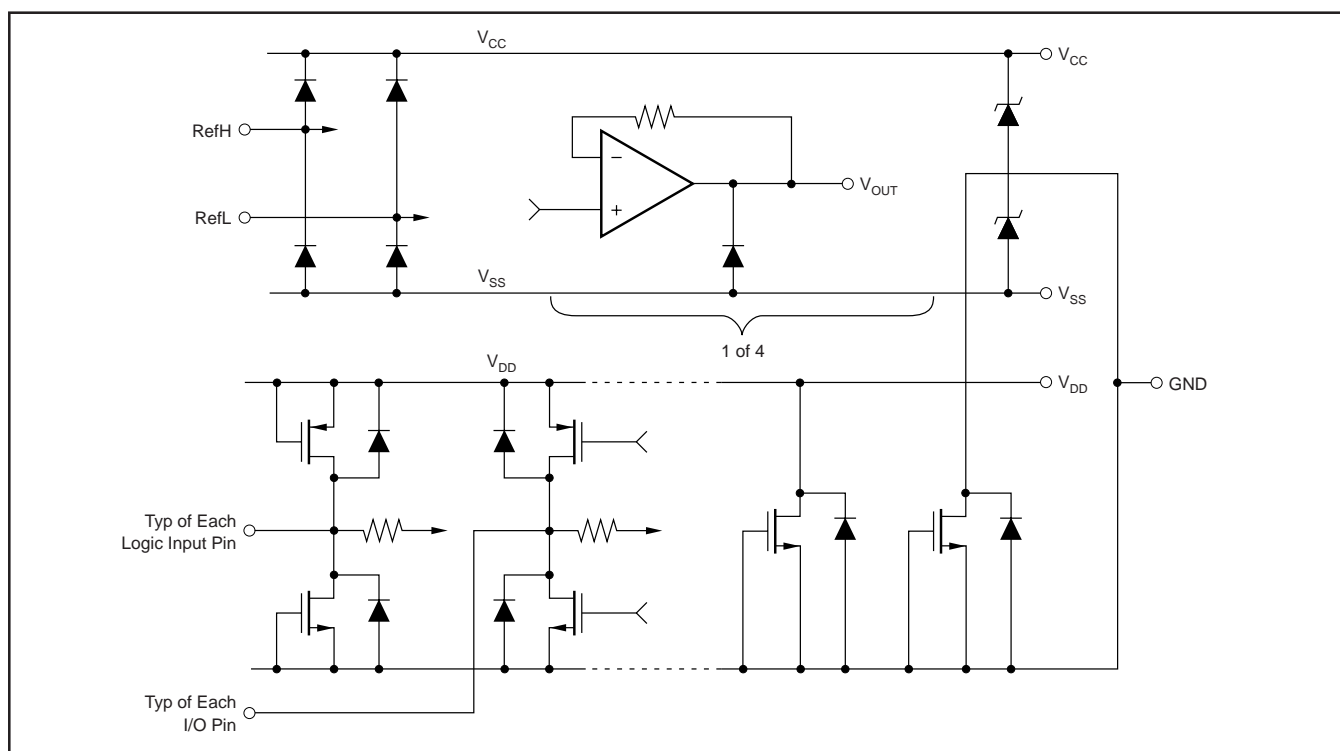 V_CC
V_CC
RefH
−
V_OUT
RefL
+
V_SS
V_SS
1 of 4
V_DD
V_DD
GND
Typ of Each
Logic Input Pin
Typ of Each
I/O Pin